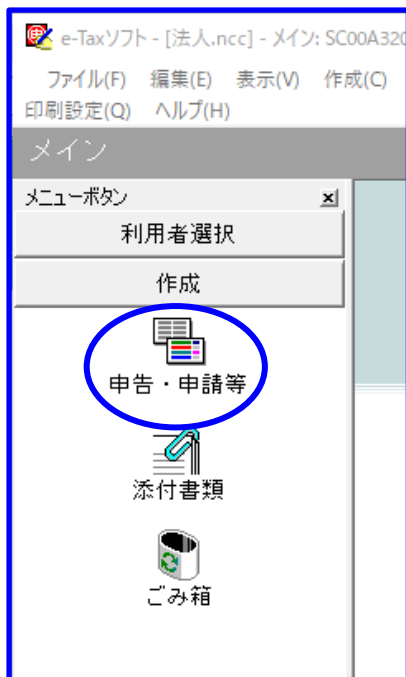 e-Taxソフト - [法人.ncc] - メイン: SC00A320
ファイル(F) 編集(E) 表示(V) 作成(C)
印刷設定(Q) ヘルプ(H)
メイン
メニューボタン
利用者選択
作成
申告・申請等
添付書類
ごみ箱